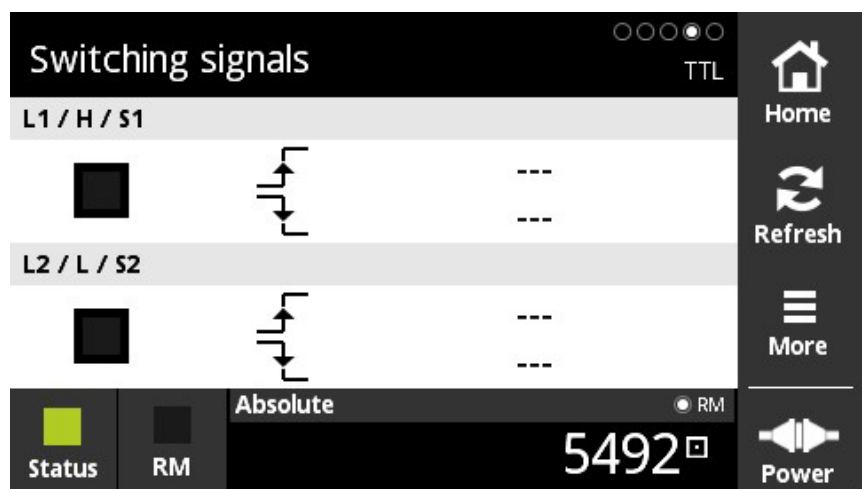 Switching signals
TTL
L1 / H / S1
---
---
L2 / L / S2
---
---
Status
RM
Absolute
RM
5492
Home
Refresh
More
Power